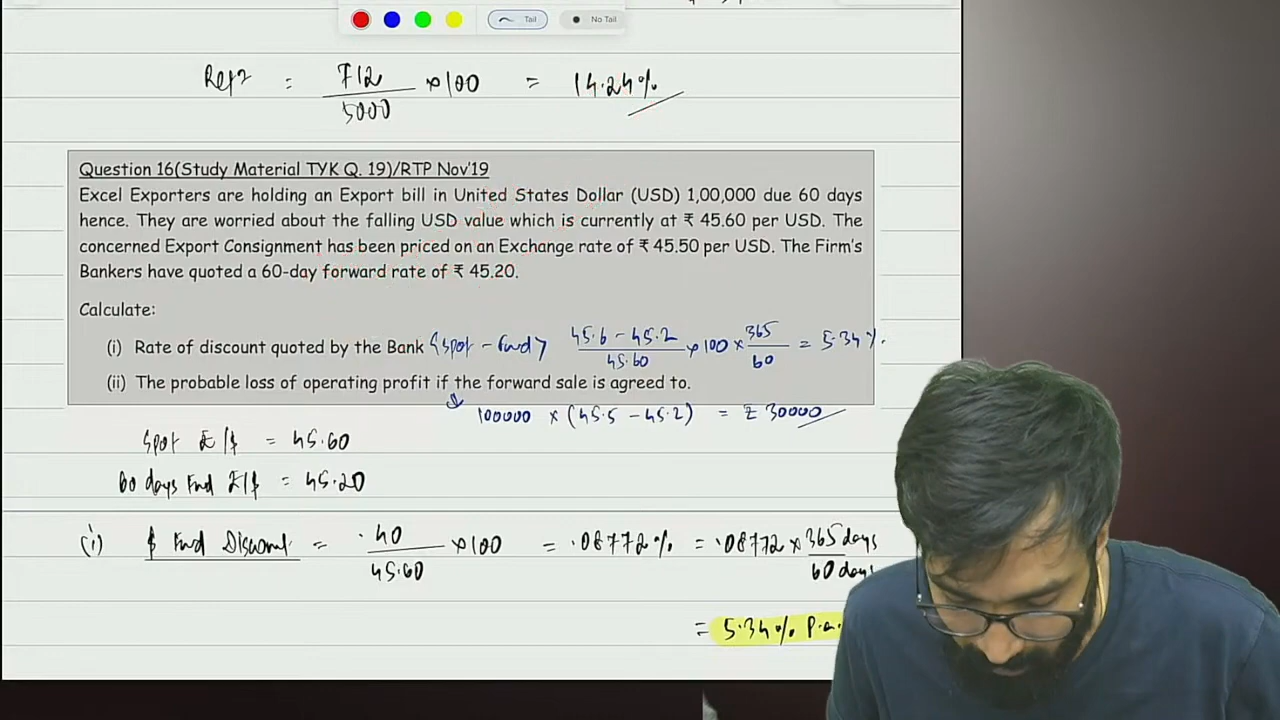 Tail No Tail
Reqd = 712/5000 × 100 = 14.24%
Question 16(Study Material TYK Q. 19)/RTP Nov'19
Excel Exporters are holding an Export bill in United States Dollar (USD) 1,00,000 due 60 days
hence. They are worried about the falling USD value which is currently at ₹ 45.60 per USD. The
concerned Export Consignment has been priced on an Exchange rate of ₹ 45.50 per USD. The Firm's
Bankers have quoted a 60-day forward rate of ₹ 45.20.
Calculate:
(i) Rate of discount quoted by the Bank {spot - Fwd} 45.6 - 45.2/45.60 × 100 × 365/60 = 5.34%.
(ii) The probable loss of operating profit if the forward sale is agreed to.
100000 × (45.5 - 45.2) = ₹ 30000
Spot ₹/$ = 45.60
60 days Fwd ₹/$ = 45.20
(i) $ Fwd Discount = .40/45.60 × 100 = .08772% = .08772 × 365 days/60 days
= 5.34% P.a.